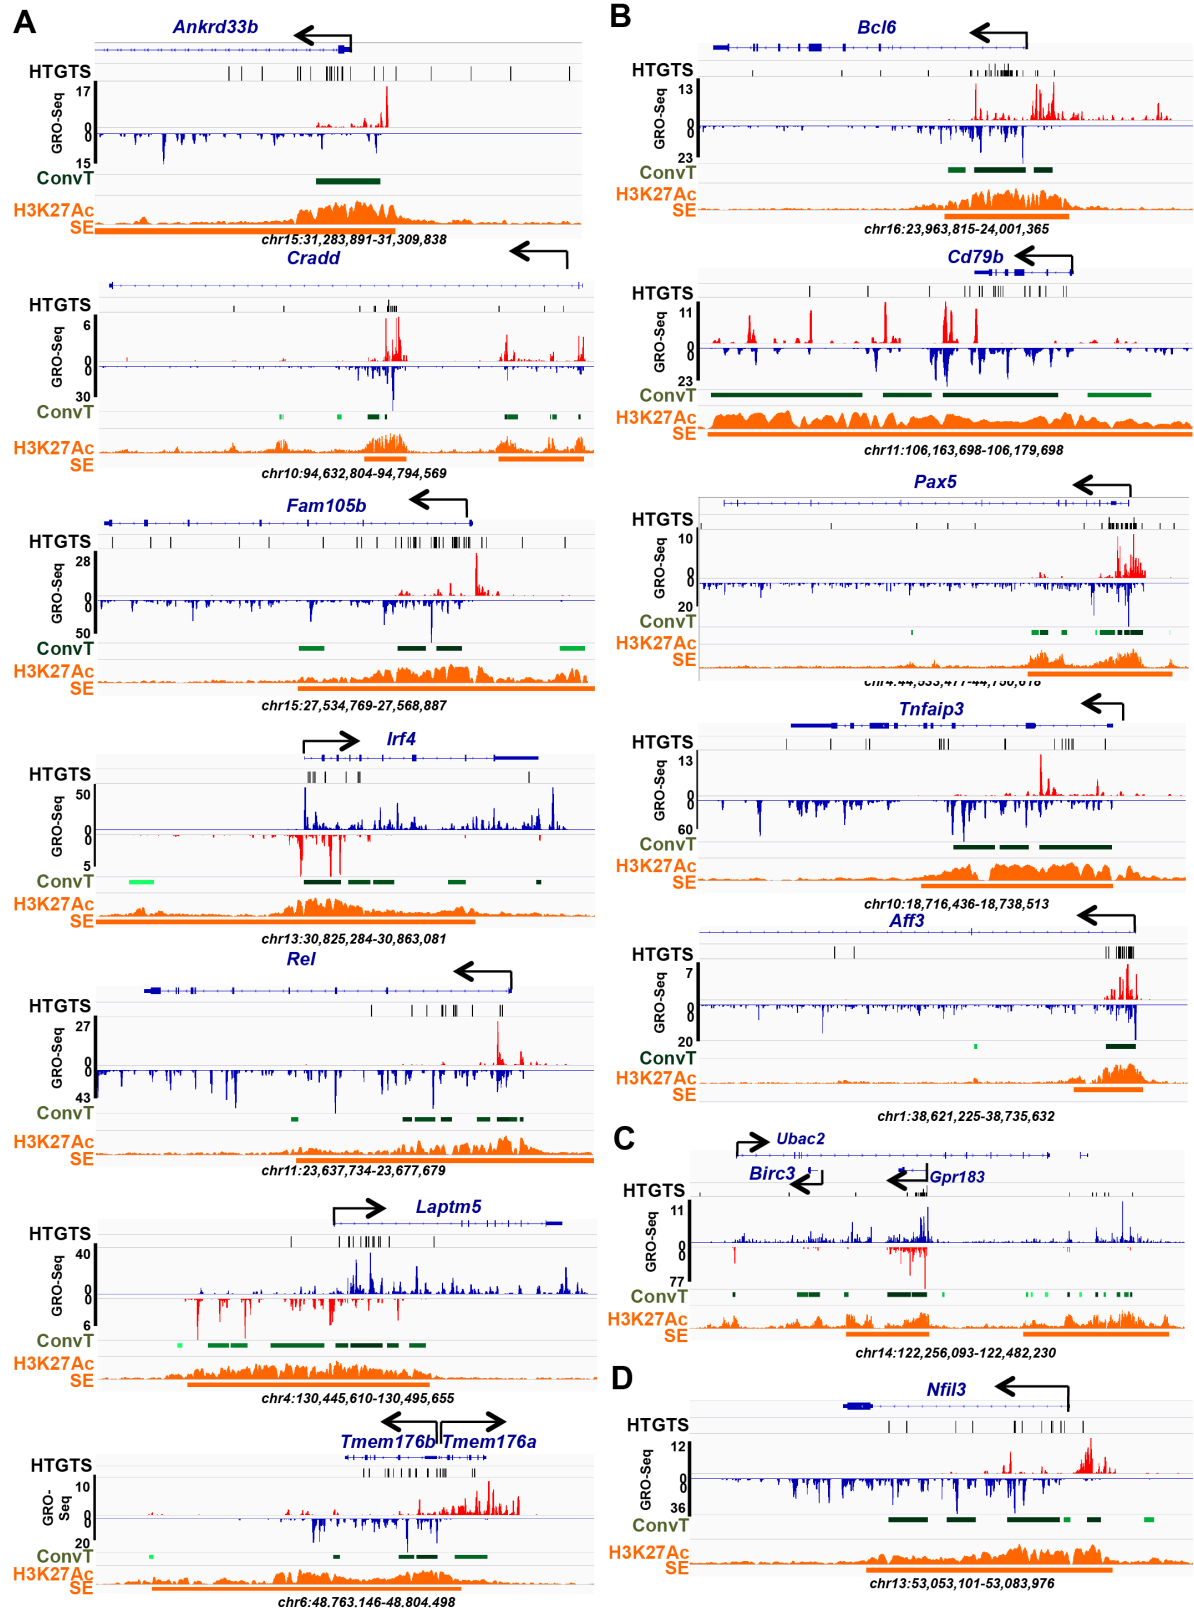 A
Ankrd33b
HTGTS
17
0
0
15
GRO-Seq
ConvT
H3K27Ac
SE
chr15:31,283,891-31,309,838
Cradd
HTGTS
6
0
0
30
GRO-Seq
ConvT
H3K27Ac
SE
chr10:94,632,804-94,794,569
Fam105b
HTGTS
28
0
0
50
GRO-Seq
ConvT
H3K27Ac
SE
chr15:27,534,769-27,568,887
Irf4
HTGTS
50
0
0
5
GRO-Seq
ConvT
H3K27Ac
SE
chr13:30,825,284-30,863,081
Rel
HTGTS
27
0
0
43
GRO-Seq
ConvT
H3K27Ac
SE
chr11:23,637,734-23,677,679
Laptm5
HTGTS
40
0
0
6
GRO-Seq
ConvT
H3K27Ac
SE
chr4:130,445,610-130,495,655
Tmem176b Tmem176a
HTGTS
10
0
0
20
GRO-
Seq
ConvT
H3K27Ac
SE
chr6:48,763,146-48,804,498
B
Bcl6
HTGTS
13
0
0
23
GRO-Seq
ConvT
H3K27Ac
SE
chr16:23,963,815-24,001,365
Cd79b
HTGTS
11
0
0
23
GRO-Seq
ConvT
H3K27Ac
SE
chr11:106,163,698-106,179,698
Pax5
HTGTS
10
0
0
20
GRO-Seq
ConvT
H3K27Ac
SE
chr4:44,533,477-44,750,618
Tnfaip3
HTGTS
13
0
0
60
GRO-Seq
ConvT
H3K27Ac
SE
chr10:18,716,436-18,738,513
Aff3
HTGTS
7
0
0
20
GRO-Seq
ConvT
H3K27Ac
SE
chr1:38,621,225-38,735,632
C
Ubac2
Birc3
Gpr183
HTGTS
11
0
0
77
GRO-Seq
ConvT
H3K27Ac
SE
chr14:122,256,093-122,482,230
D
Nfil3
HTGTS
12
0
0
36
GRO-Seq
ConvT
H3K27Ac
SE
chr13:53,053,101-53,083,976